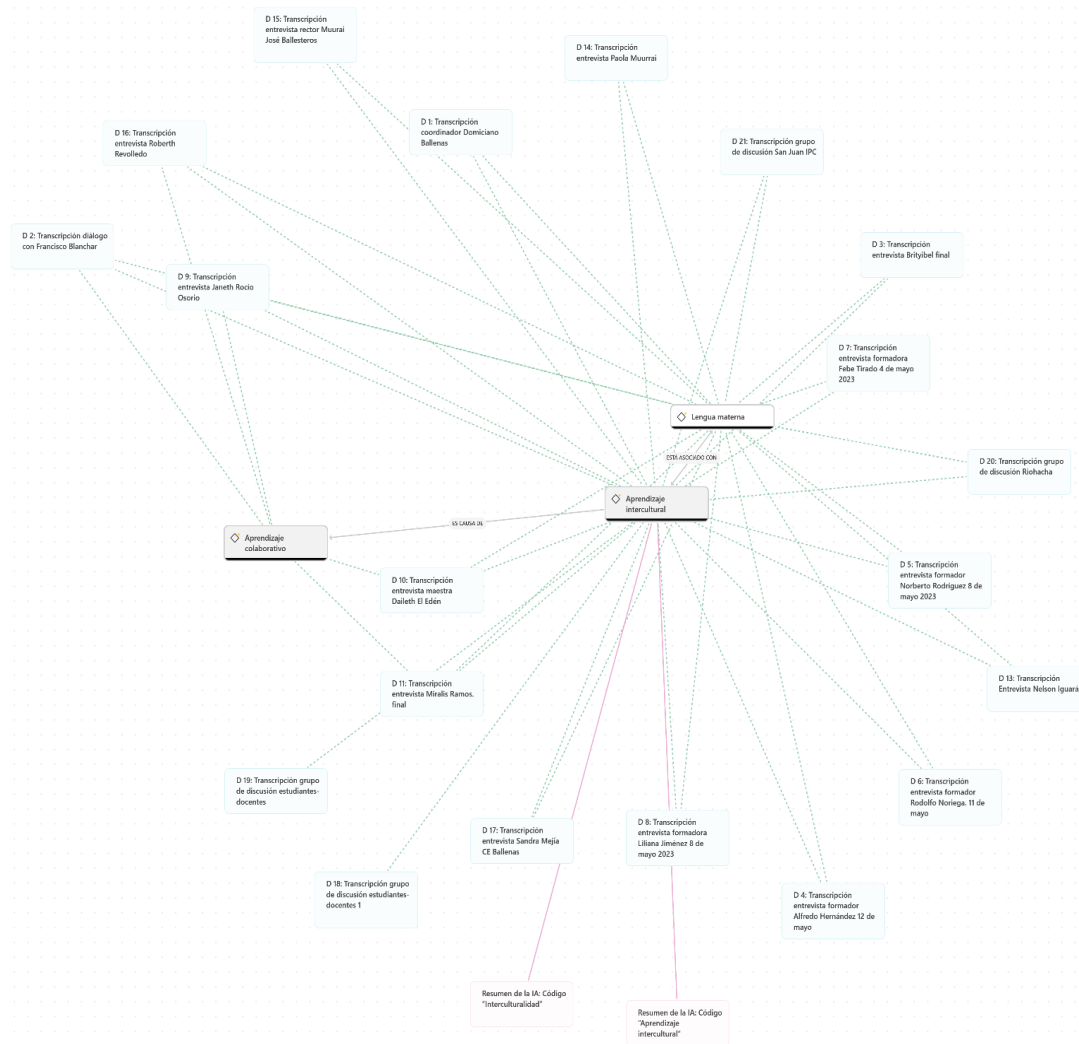 D 15: Transcripción
entrevista rector Muurai
José Ballesteros
D 14: Transcripción
entrevista Paola Muurrai
D 16: Transcripción
entrevista Roberth
Revolledo
D 1: Transcripción
coordinador Domiciano
Ballenas
D 21: Transcripción grupo
de discusión San Juan IPC
D 2: Transcripción diálogo
con Francisco Blanchar
D 9: Transcripción
entrevista Janeth Rocío
Osorio
D 3: Transcripción
entrevista Brityibel final
D 7: Transcripción
entrevista formadora
Febe Tirado 4 de mayo
2023
Lengua materna
ESTÁ ASOCIADO CON
D 20: Transcripción grupo
de discusión Riohacha
Aprendizaje
intercultural
ES CAUSA DE
Aprendizaje
colaborativo
D 10: Transcripción
entrevista maestra
Daileth El Edén
D 5: Transcripción
entrevista formador
Norberto Rodríguez 8 de
mayo 2023
D 11: Transcripción
entrevista Miralis Ramos.
final
D 13: Transcripción
Entrevista Nelson Iguará
D 19: Transcripción grupo
de discusión estudiantes-
docentes
D 6: Transcripción
entrevista formador
Rodolfo Noriega. 11 de
mayo
D 17: Transcripción
entrevista Sandra Mejía
CE Ballenas
D 8: Transcripción
entrevista formadora
Liliana Jiménez 8 de
mayo 2023
D 18: Transcripción grupo
de discusión estudiantes-
docentes 1
D 4: Transcripción
entrevista formador
Alfredo Hernández 12 de
mayo
Resumen de la IA: Código
"Interculturalidad"
Resumen de la IA: Código
"Aprendizaje
intercultural"